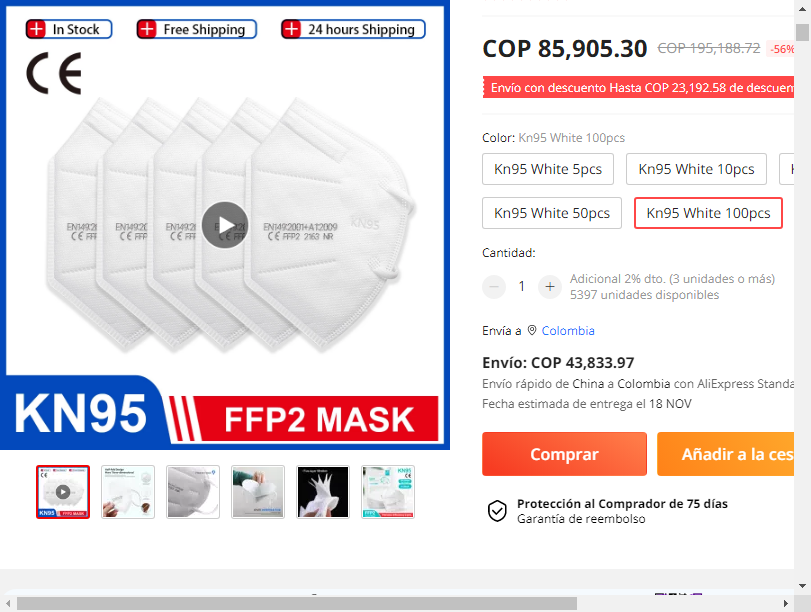 In Stock
Free Shipping
24 hours Shipping
CE
EN149:2001+A1:2009
CE FFP2 2163 NR
KN95
KN95
FFP2 MASK
COP 85,905.30 COP 195,188.72 -56%
Envío con descuento Hasta COP 23,192.58 de descuen
Color: Kn95 White 100pcs
Kn95 White 5pcs
Kn95 White 10pcs
Kn95 White 50pcs
Kn95 White 100pcs
Cantidad:
1
Adicional 2% dto. (3 unidades o más)
5397 unidades disponibles
Envía a Colombia
Envío: COP 43,833.97
Envío rápido de China a Colombia con AliExpress Standa
Fecha estimada de entrega el 18 NOV
Comprar
Añadir a la ces
Protección al Comprador de 75 días
Garantía de reembolso